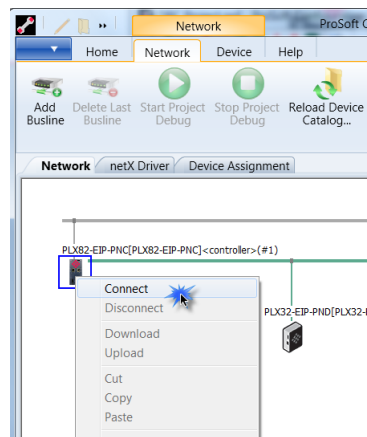 Network
ProSoft C
Home Network Device Help
Add Busline
Delete Last Busline
Start Project Debug
Stop Project Debug
Reload Device Catalog...
Network netX Driver Device Assignment
PLX82-EIP-PNC[PLX82-EIP-PNC]<controller>(#1)
Connect
Disconnect
PLX32-EIP-PND[PLX32-
Download
Upload
Cut
Copy
Paste